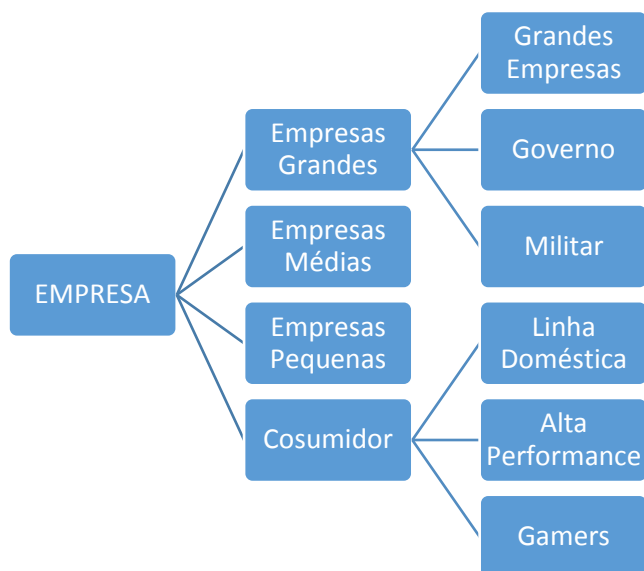 EMPRESA
Empresas
Grandes
Empresas
Médias
Empresas
Pequenas
Cosumidor
Grandes
Empresas
Governo
Militar
Linha
Doméstica
Alta
Performance
Gamers